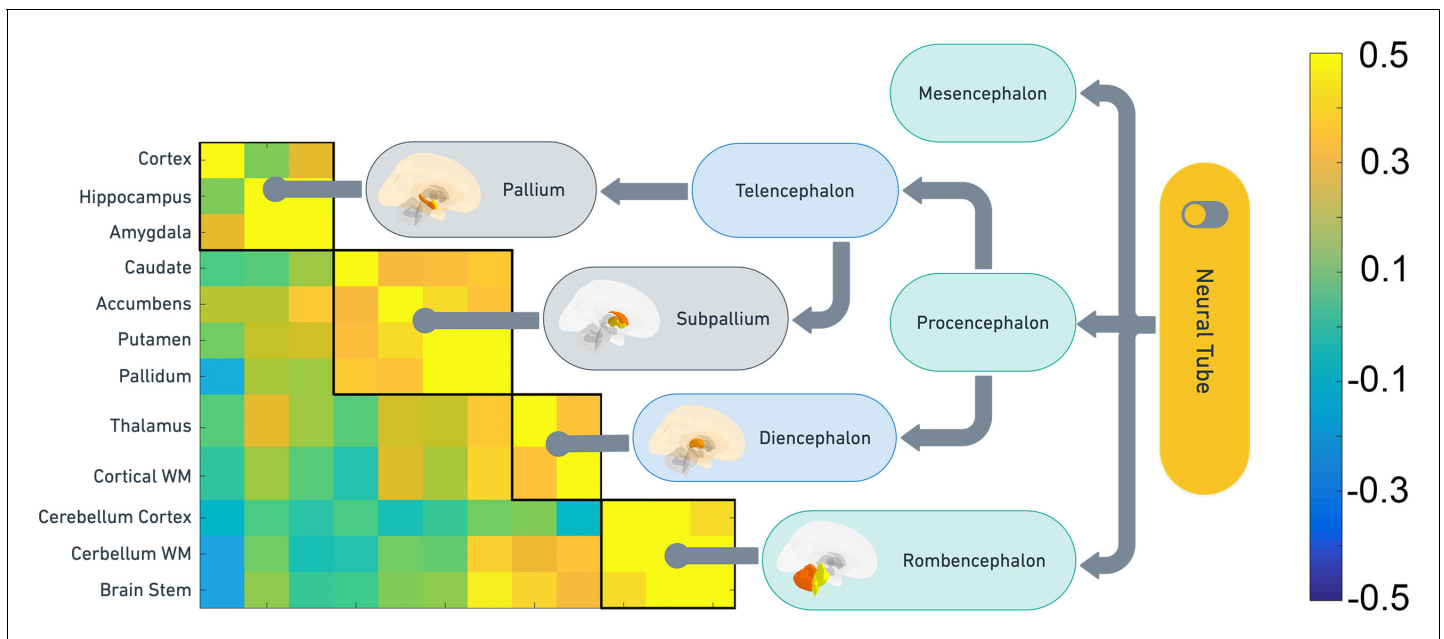 Cortex
Hippocampus
Amygdala
Caudate
Accumbens
Putamen
Pallidum
Thalamus
Cortical WM
Cerebellum Cortex
Cerbellum WM
Brain Stem
Pallium
Subpallium
Diencephalon
Rombencephalon
Telencephalon
Mesencephalon
Procencephalon
Neural Tube
0.5
0.3
0.1
-0.1
-0.3
-0.5